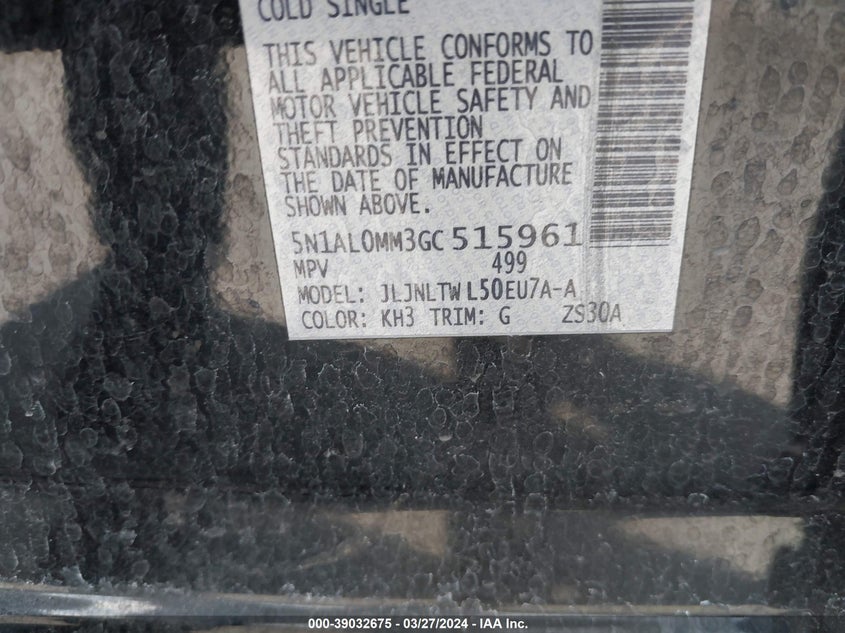 COLD SINGLE
THIS VEHICLE CONFORMS TO
ALL APPLICABLE FEDERAL
MOTOR VEHICLE SAFETY AND
THEFT PREVENTION
STANDARDS IN EFFECT ON
THE DATE OF MANUFACTURE
SHOWN ABOVE.
5N1AL0MM3GC515961
MPV 499
MODEL: JLJNLTWL50EU7A-A
COLOR: KH3 TRIM: G ZS30A
000-39032675 - 03/27/2024 - IAA Inc.